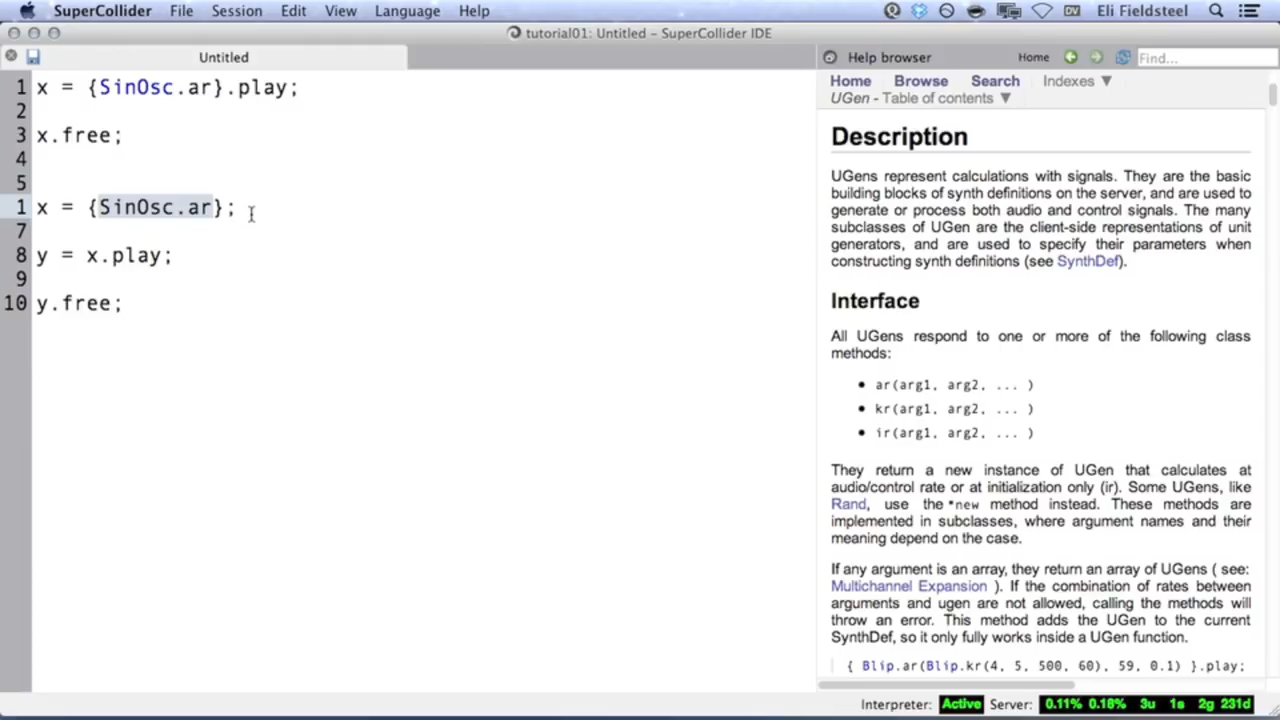 SuperCollider File Session Edit View Language Help Eli Fieldsteel
tutorial01: Untitled – SuperCollider IDE
Untitled
Help browser Home Find...
Home Browse Search Indexes ▼
UGen - Table of contents ▼
1 x = {SinOsc.ar}.play;
2
3 x.free;
4
5
1 x = {SinOsc.ar};
7
8 y = x.play;
9
10 y.free;
Description
UGens represent calculations with signals. They are the basic
building blocks of synth definitions on the server, and are used to
generate or process both audio and control signals. The many
subclasses of UGen are the client-side representations of unit
generators, and are used to specify their parameters when
constructing synth definitions (see SynthDef).
Interface
All UGens respond to one or more of the following class
methods:
• ar(arg1, arg2, ... )
• kr(arg1, arg2, ... )
• ir(arg1, arg2, ... )
They return a new instance of UGen that calculates at
audio/control rate or at initialization only (ir). Some UGens, like
Rand, use the *new method instead. These methods are
implemented in subclasses, where argument names and their
meaning depend on the case.
If any argument is an array, they return an array of UGens ( see:
Multichannel Expansion ). If the combination of rates between
arguments and ugen are not allowed, calling the methods will
throw an error. This method adds the UGen to the current
SynthDef, so it only fully works inside a UGen function.
{ Blip.ar(Blip.kr(4, 5, 500, 60), 59, 0.1) }.play;
Interpreter: Active Server: 0.11% 0.18% 3u 1s 2g 231d